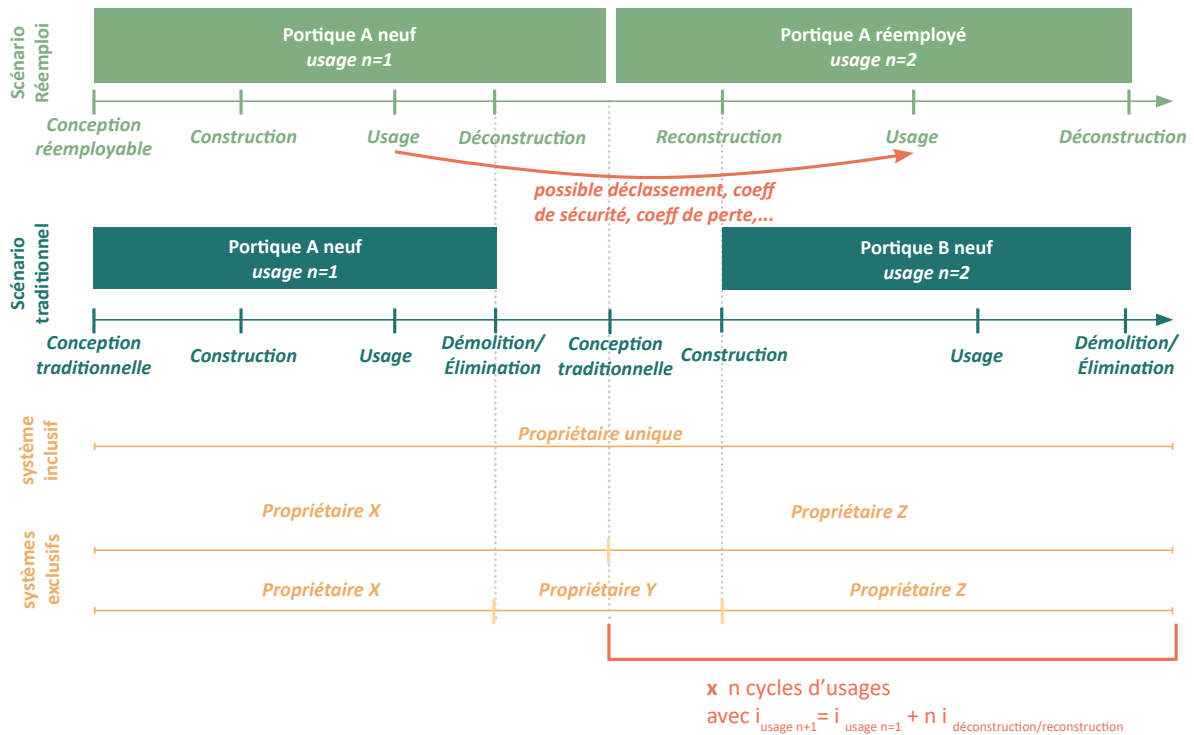 Scénario
Réemploi
Portique A neuf
usage n=1
Portique A réemployé
usage n=2
Conception
réemployable
Construction
Usage
Déconstruction
Reconstruction
Usage
Déconstruction
possible déclassement, coeff
de sécurité, coeff de perte,...
Scénario
traditionnel
Portique A neuf
usage n=1
Portique B neuf
usage n=2
Conception
traditionnelle
Construction
Usage
Démolition/
Élimination
Conception
traditionnelle
Construction
Usage
Démolition/
Élimination
système
inclusif
Propriétaire unique
systèmes
exclusifs
Propriétaire X
Propriétaire Z
Propriétaire X
Propriétaire Y
Propriétaire Z
x n cycles d'usages
avec i usage n+1= i usage n=1 + n i déconstruction/reconstruction